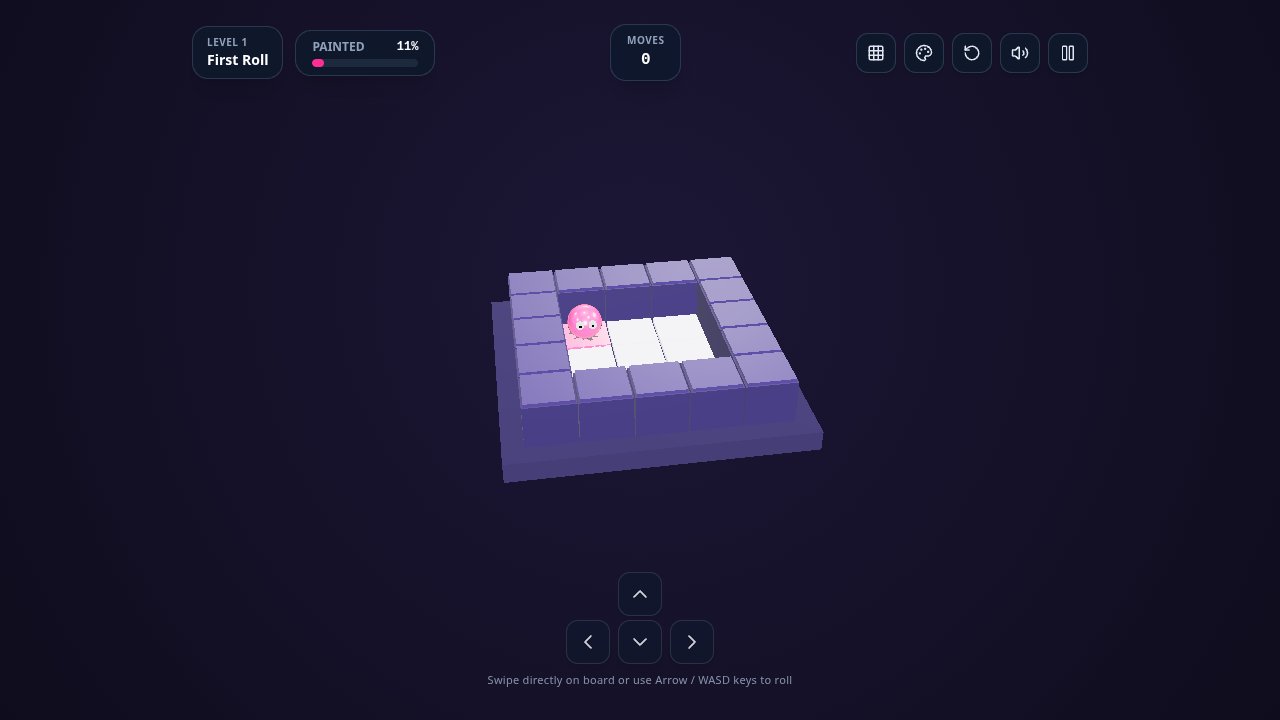 LEVEL 1
First Roll
PAINTED 11%
MOVES
0
Swipe directly on board or use Arrow / WASD keys to roll